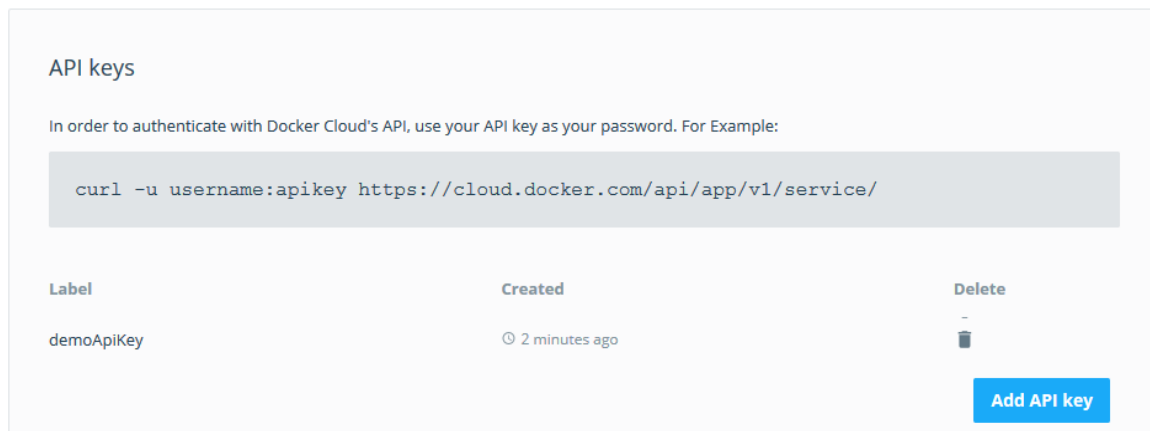 API keys
In order to authenticate with Docker Cloud's API, use your API key as your password. For Example:
curl -u username:apikey https://cloud.docker.com/api/app/v1/service/
Label Created Delete
demoApiKey 2 minutes ago
Add API key